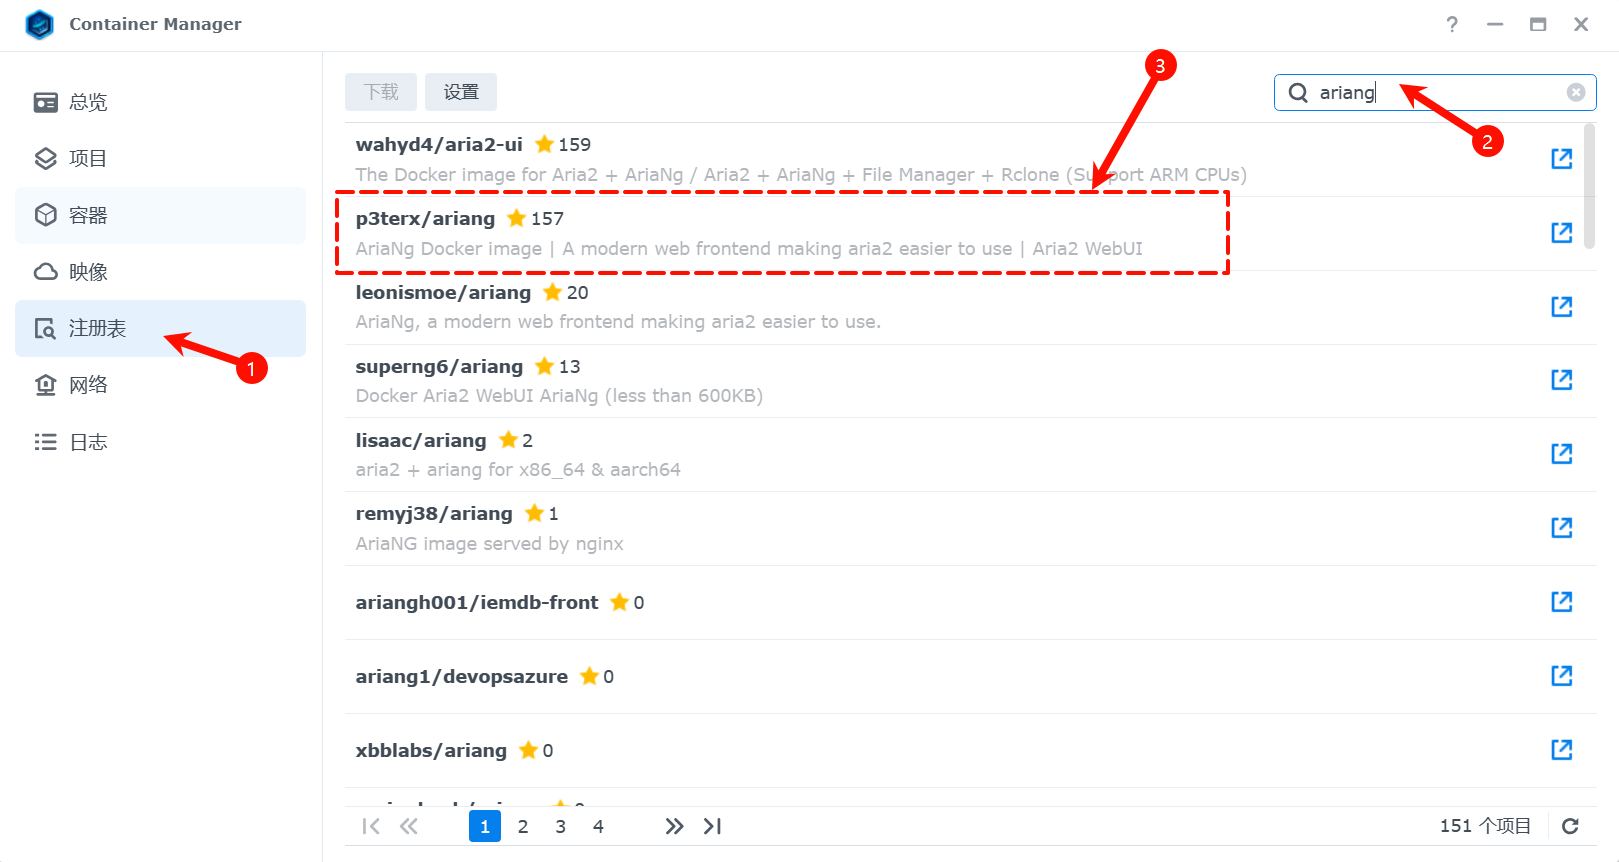 Container Manager
总览
项目
容器
映像
注册表
网络
日志
1
下载 设置
ariang
2
3
wahyd4/aria2-ui 159
The Docker image for Aria2 + AriaNg / Aria2 + AriaNg + File Manager + Rclone (Support ARM CPUs)
p3terx/ariang 157
AriaNg Docker image | A modern web frontend making aria2 easier to use | Aria2 WebUI
leonismoe/ariang 20
AriaNg, a modern web frontend making aria2 easier to use.
superng6/ariang 13
Docker Aria2 WebUI AriaNg (less than 600KB)
lisaac/ariang 2
aria2 + ariang for x86_64 & aarch64
remyj38/ariang 1
AriaNG image served by nginx
ariangh001/iemdb-front 0
ariang1/devopsazure 0
xbblabs/ariang 0
1 2 3 4
151 个项目